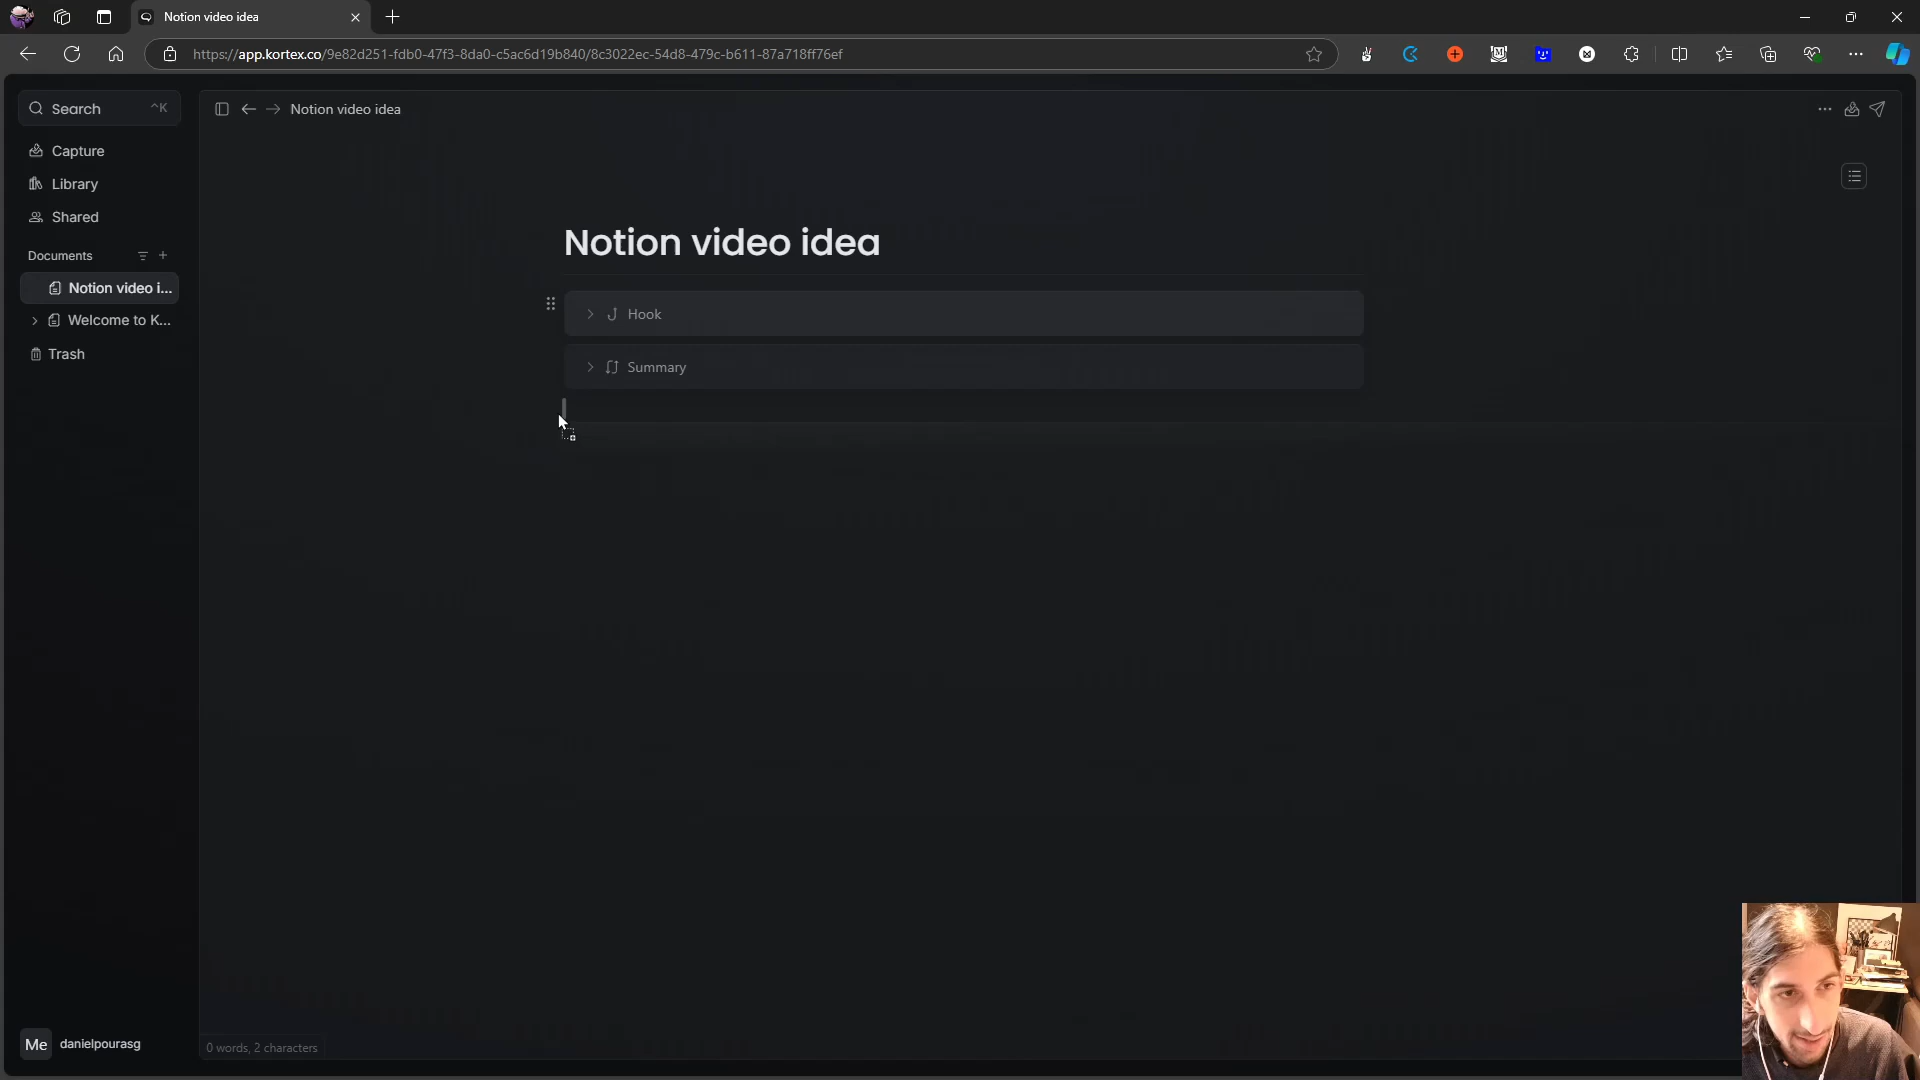 Notion video idea
https://app.kortex.co/9e82d251-fdb0-47f3-8da0-c5ac6d19b840/8c3022ec-54d8-479c-b611-87a718ff76ef
Search ^K
Notion video idea
Capture
Library
Shared
Documents
Notion video i...
Welcome to K...
Trash
Notion video idea
Hook
Summary
Me danielpourasg
0 words, 2 characters